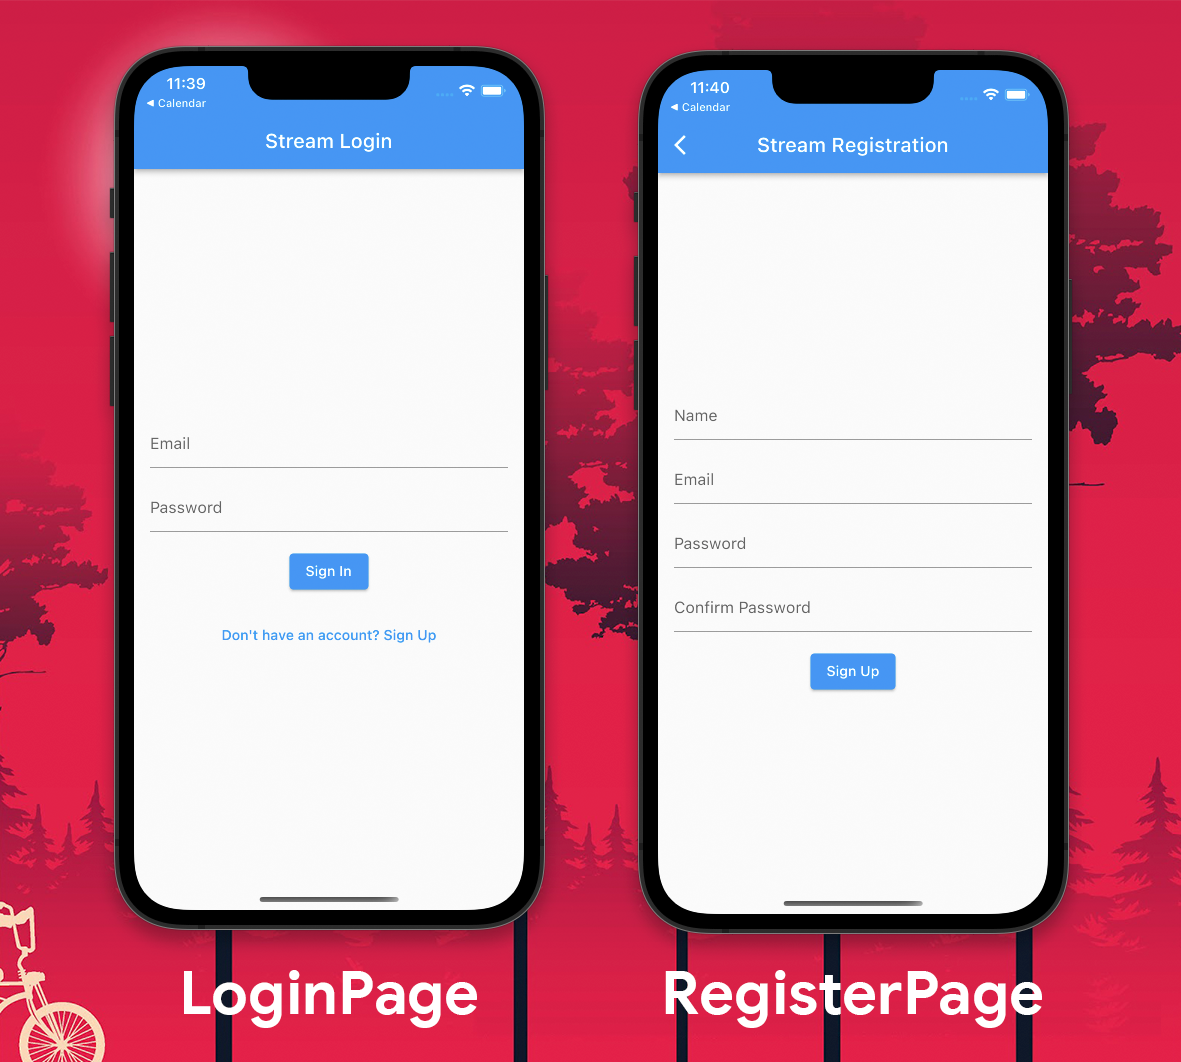 11:39
◀ Calendar
Stream Login
Email
Password
Sign In
Don't have an account? Sign Up
LoginPage
11:40
◀ Calendar
Stream Registration
Name
Email
Password
Confirm Password
Sign Up
RegisterPage